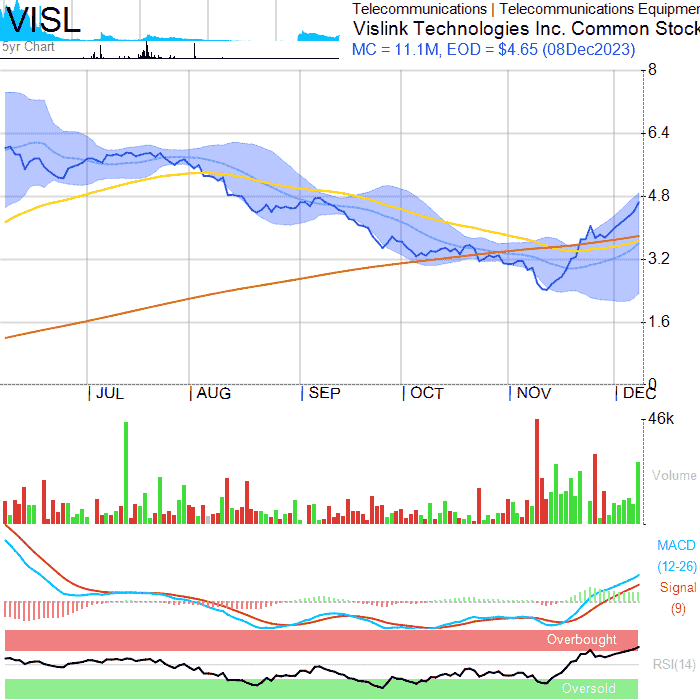 VISL
5yr Chart
Telecommunications | Telecommunications Equipmen
Vislink Technologies Inc. Common Stock
MC = 11.1M, EOD = $4.65 (08Dec2023)
8
6.4
4.8
3.2
1.6
0
JUL AUG SEP OCT NOV DEC
46k
Volume
MACD
(12-26)
Signal
(9)
Overbought
RSI(14)
Oversold